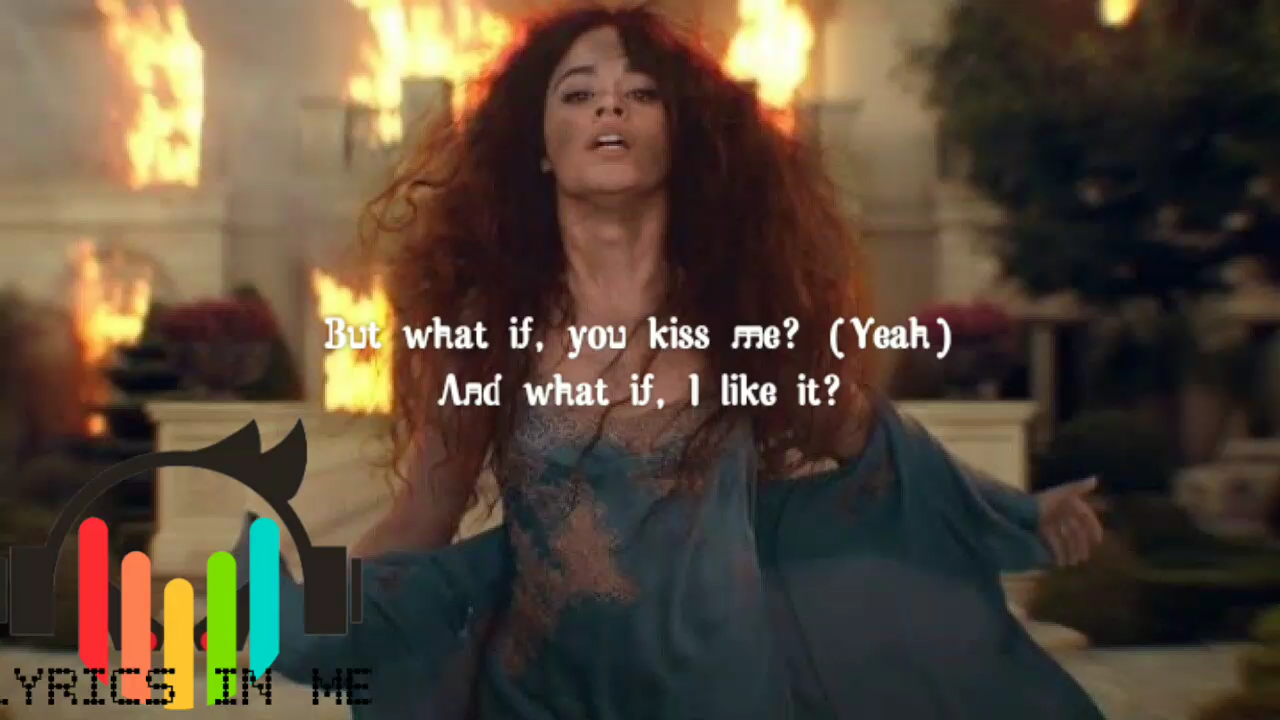 But what if, you kiss me? (Yeah)
And what if, I like it?
LYRICS IN ME